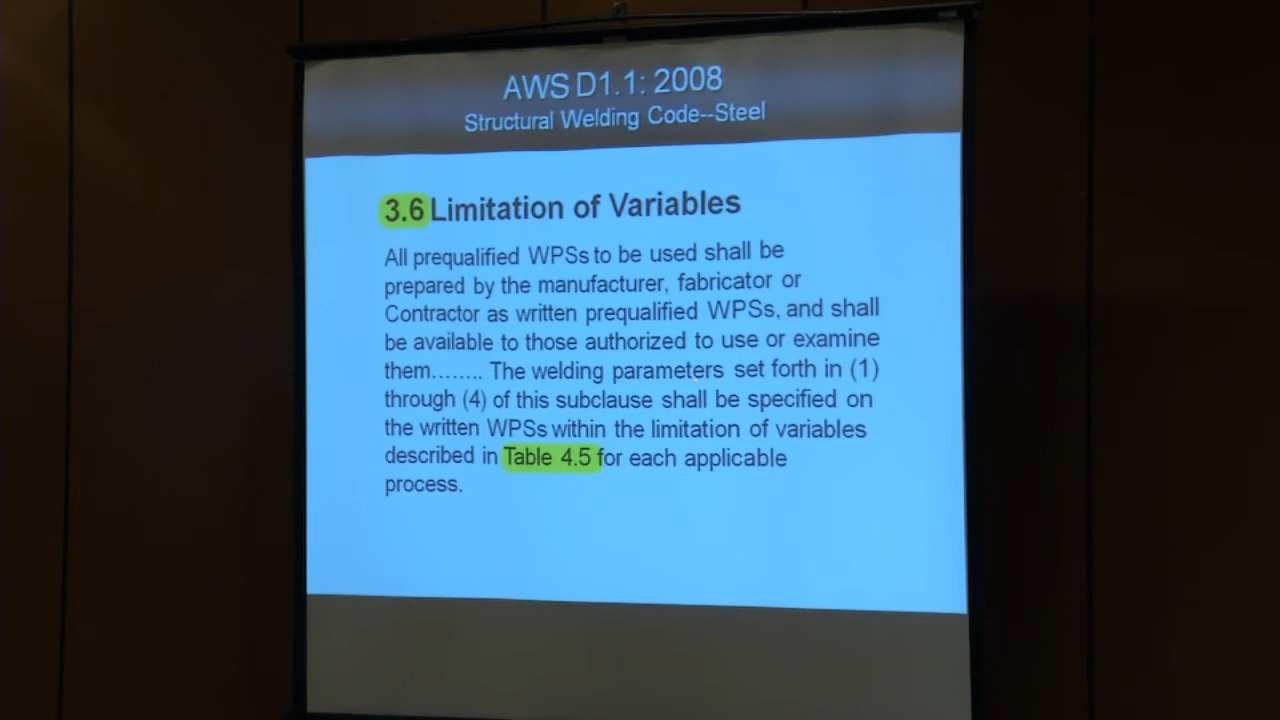 AWS D1.1: 2008
Structural Welding Code--Steel
3.6 Limitation of Variables
All prequalified WPSs to be used shall be
prepared by the manufacturer, fabricator or
Contractor as written prequalified WPSs, and shall
be available to those authorized to use or examine
them........ The welding parameters set forth in (1)
through (4) of this subclause shall be specified on
the written WPSs within the limitation of variables
described in Table 4.5 for each applicable
process.